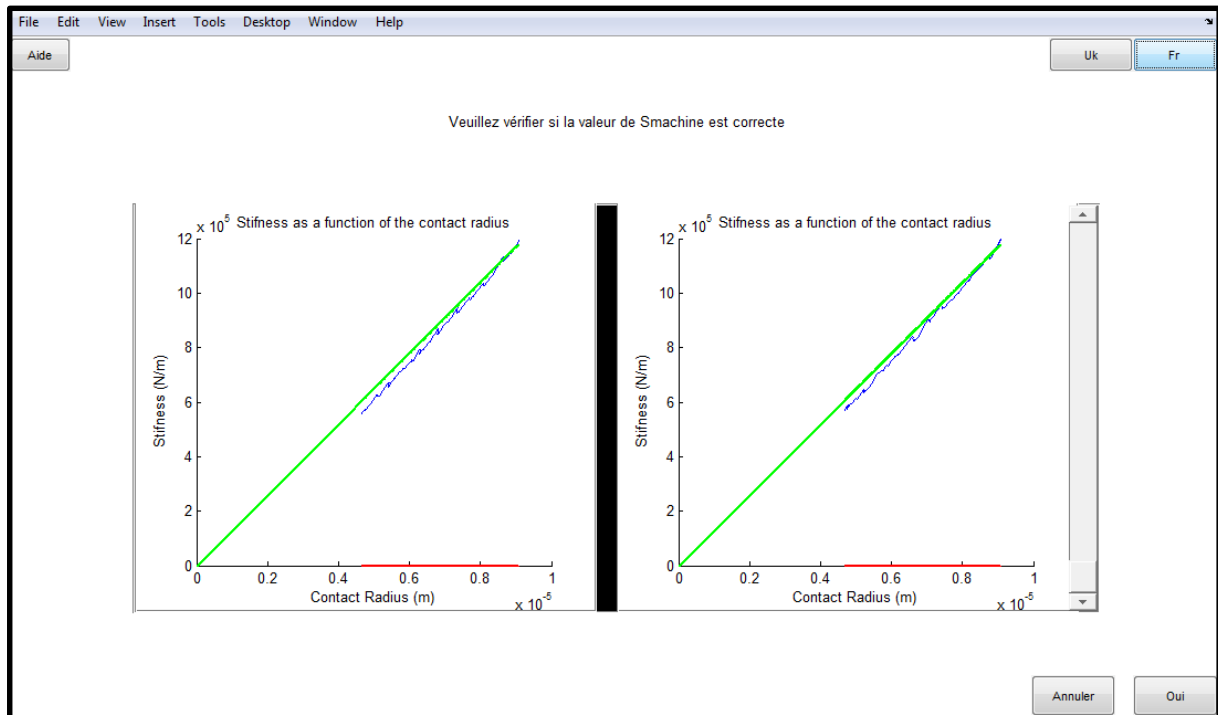 File Edit View Insert Tools Desktop Window Help
Aide Uk Fr
Veuillez vérifier si la valeur de Smachine est correcte
x 10^5 Stifness as a function of the contact radius
12
10
8
6
4
2
0
Stifness (N/m)
0 0.2 0.4 0.6 0.8 1
Contact Radius (m)
x 10^-5
x 10^5 Stifness as a function of the contact radius
12
10
8
6
4
2
0
Stifness (N/m)
0 0.2 0.4 0.6 0.8 1
Contact Radius (m)
x 10^-5
Annuler Oui